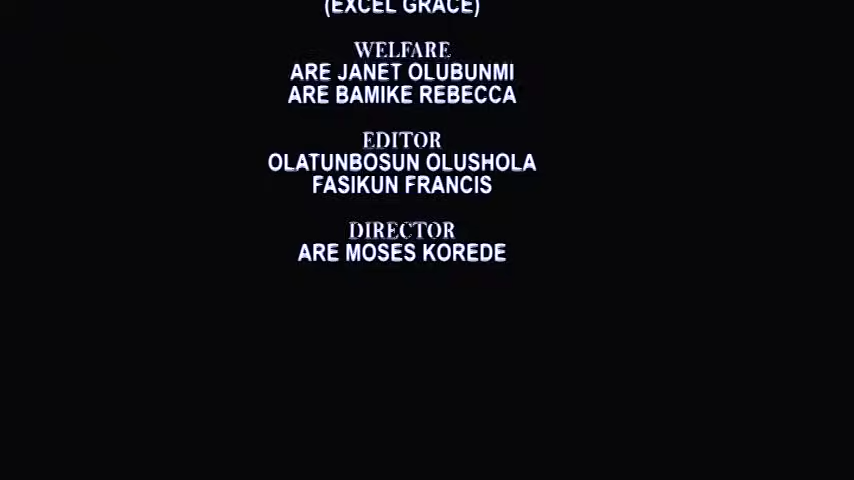 (EXCEL GRACE)
WELFARE
ARE JANET OLUBUNMI
ARE BAMIKE REBECCA
EDITOR
OLATUNBOSUN OLUSHOLA
FASIKUN FRANCIS
DIRECTOR
ARE MOSES KOREDE